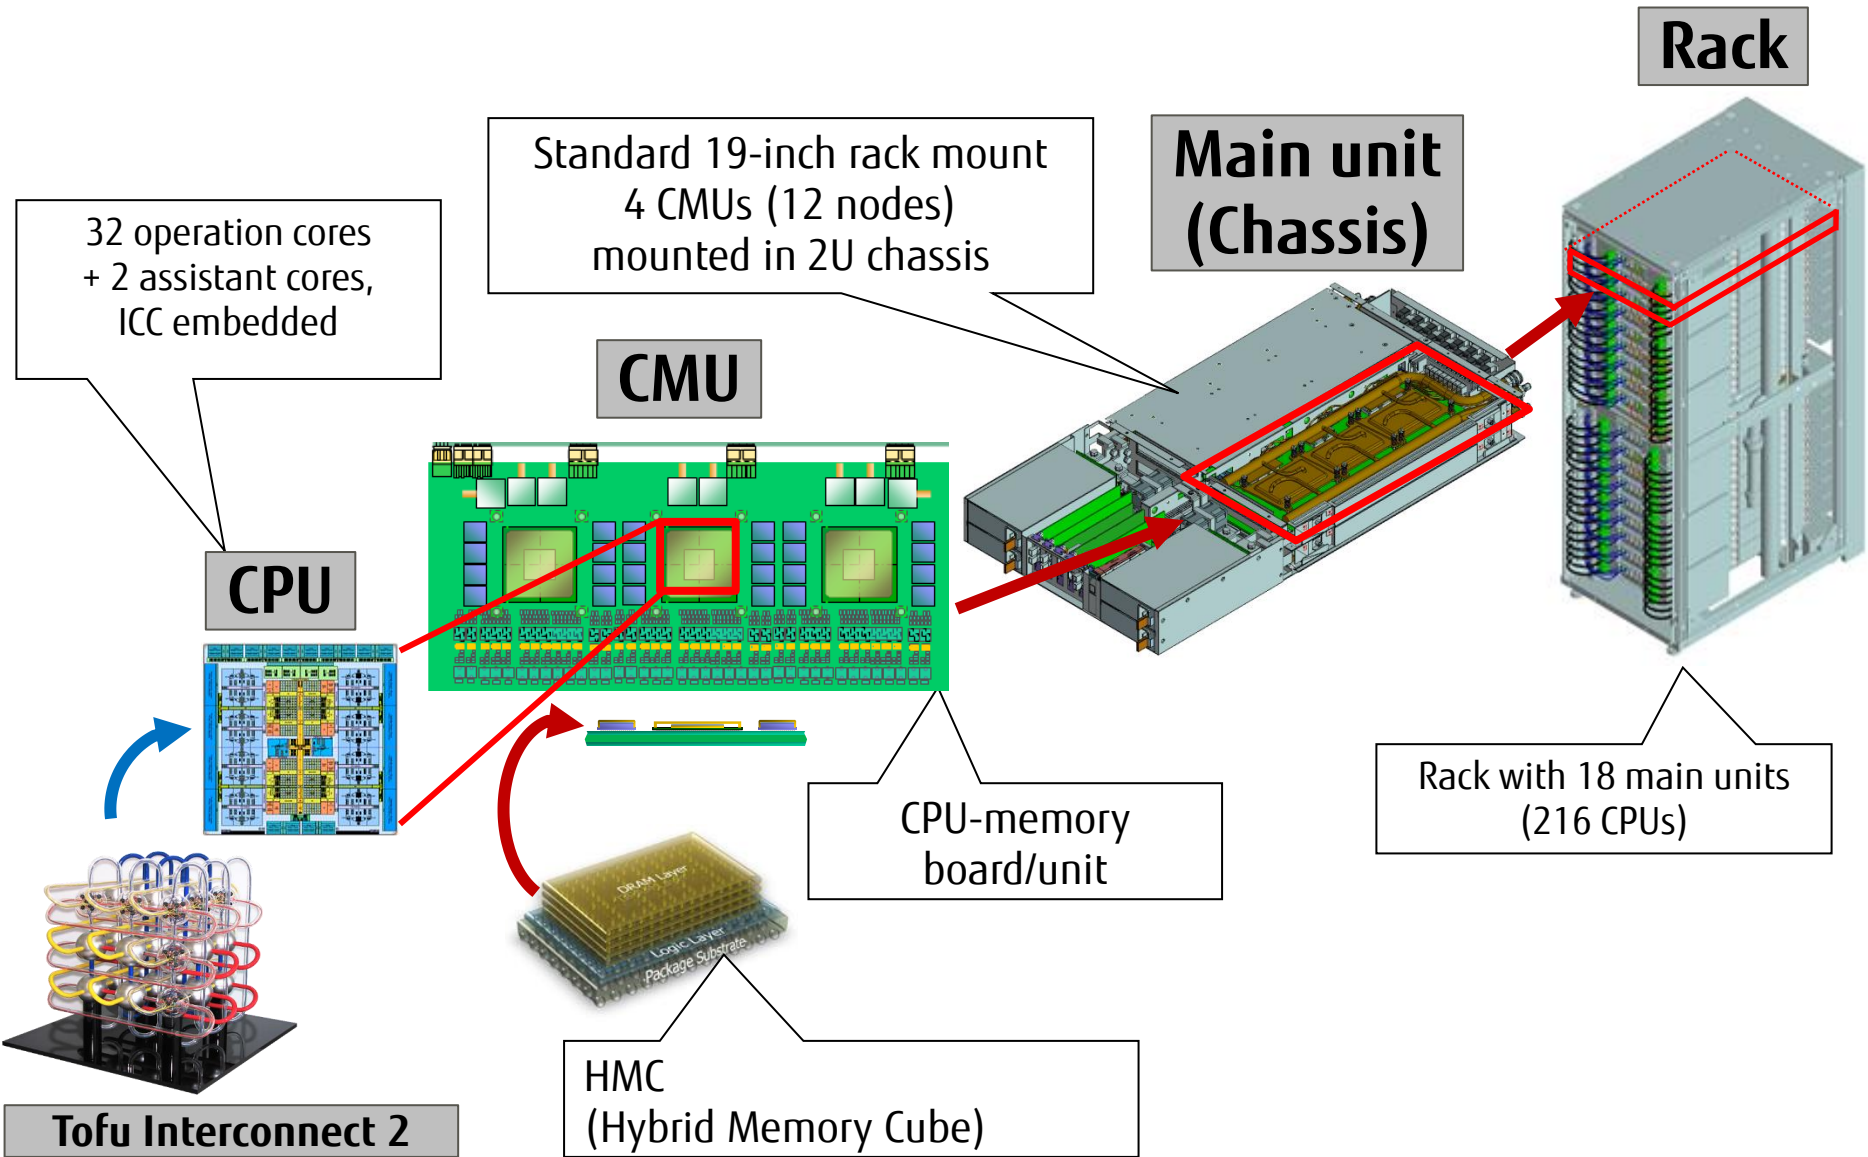 Rack
Standard 19-inch rack mount
4 CMUs (12 nodes)
mounted in 2U chassis
Main unit
(Chassis)
32 operation cores
+ 2 assistant cores,
ICC embedded
CMU
CPU
Rack with 18 main units
(216 CPUs)
CPU-memory
board/unit
DRAM Layer
Logic Layer
Package Substrate
HMC
(Hybrid Memory Cube)
Tofu Interconnect 2